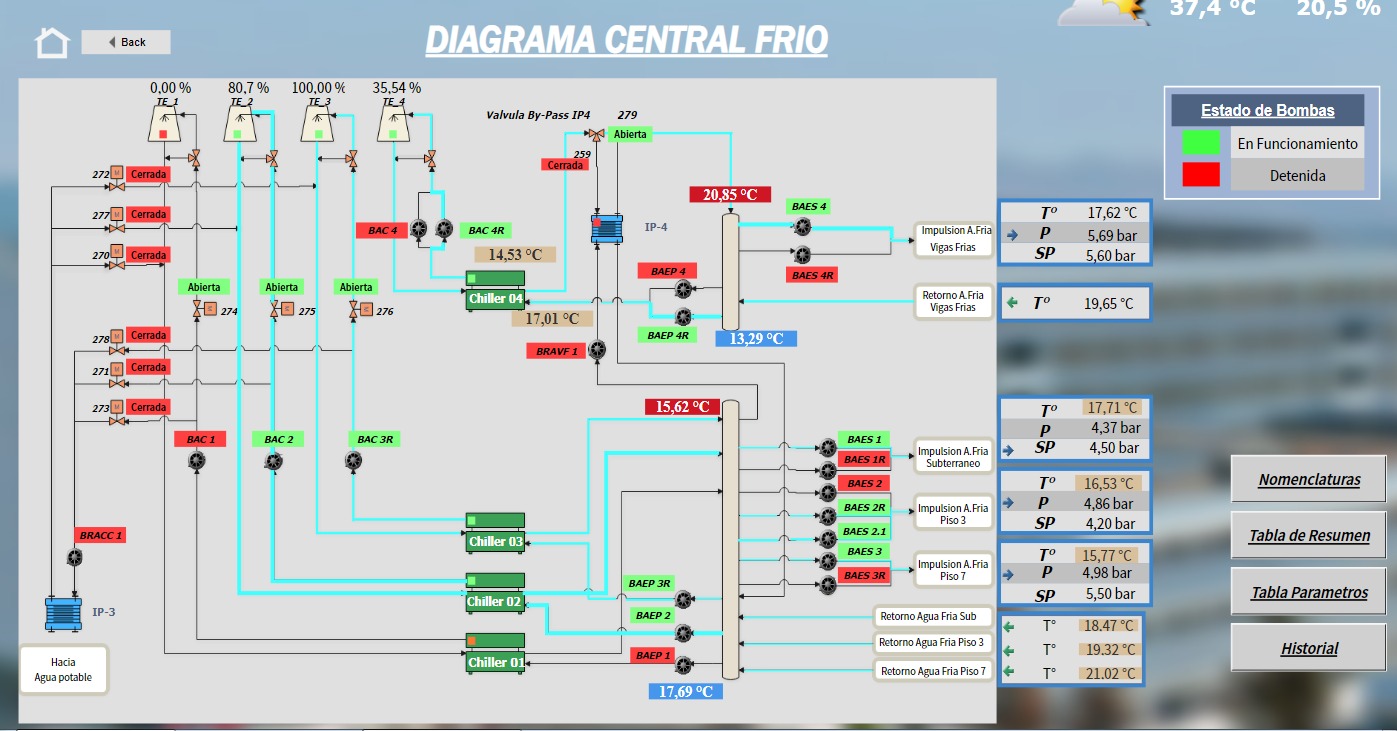 37,4 °C
20,5 %
Back
DIAGRAMA CENTRAL FRIO
0,00 %
80,7 %
100,00 %
35,54 %
TE_1
TE_2
TE_3
TE_4
Valvula By-Pass IP4
279
Abierta
259
Cerrada
Estado de Bombas
En Funcionamiento
Detenida
272
Cerrada
277
Cerrada
270
Cerrada
20,85 °C
BAES 4
BAC 4
BAC 4R
IP-4
Impulsion A.Fria
Vigas Frias
Tº 17,62 °C
P 5,69 bar
SP 5,60 bar
14,53 °C
BAEP 4
BAES 4R
Abierta
Abierta
Abierta
Chiller 04
Retorno A.Fria
Vigas Frias
Tº 19,65 °C
274
275
276
17,01 °C
BAEP 4R
13,29 °C
278
Cerrada
BRAVF 1
271
Cerrada
273
Cerrada
15,62 °C
Tº 17,71 °C
P 4,37 bar
SP 4,50 bar
BAC 1
BAC 2
BAC 3R
BAES 1
BAES 1R
Impulsion A.Fria
Subterraneo
BAES 2
BAES 2R
BAES 2.1
Impulsion A.Fria
Piso 3
Tº 16,53 °C
P 4,86 bar
SP 4,20 bar
Nomenclaturas
BRACC 1
Chiller 03
BAES 3
BAES 3R
Impulsion A.Fria
Piso 7
Tº 15,77 °C
P 4,98 bar
SP 5,50 bar
Tabla de Resumen
BAEP 3R
Chiller 02
Tabla Parametros
IP-3
BAEP 2
Retorno Agua Fria Sub
T° 18.47 °C
Retorno Agua Fria Piso 3
T° 19.32 °C
Historial
Hacia
Agua potable
Chiller 01
BAEP 1
Retorno Agua Fria Piso 7
T° 21.02 °C
17,69 °C